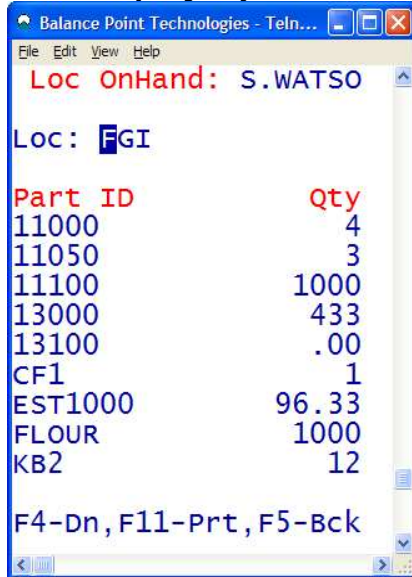 Balance Point Technologies - Teln...
File Edit View Help
Loc OnHand: S.WATSO
Loc: FGI
Part ID Qty
11000 4
11050 3
11100 1000
13000 433
13100 .00
CF1 1
EST1000 96.33
FLOUR 1000
KB2 12
F4-Dn,F11-Prt,F5-Bck